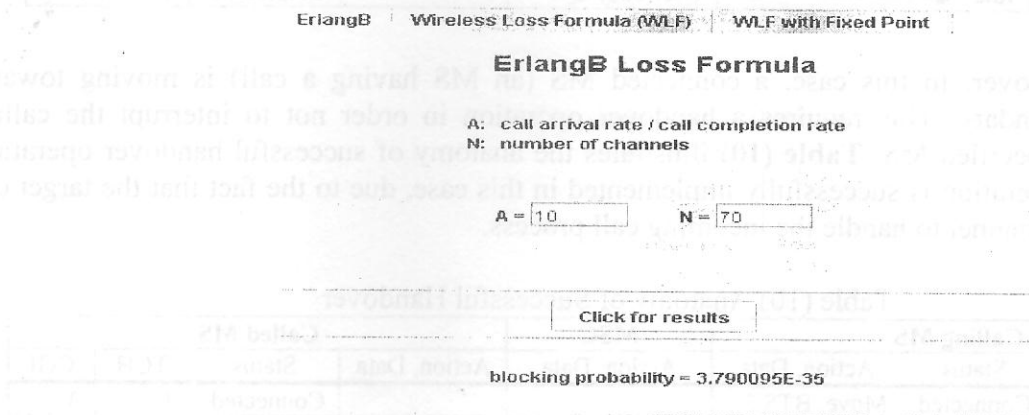 ErlangB | Wireless Loss Formula (WLF) | WLF with Fixed Point
ErlangB Loss Formula
A: call arrival rate / call completion rate
N: number of channels
A = 10 N = 70
Click for results
blocking probability = 3.790095E-35